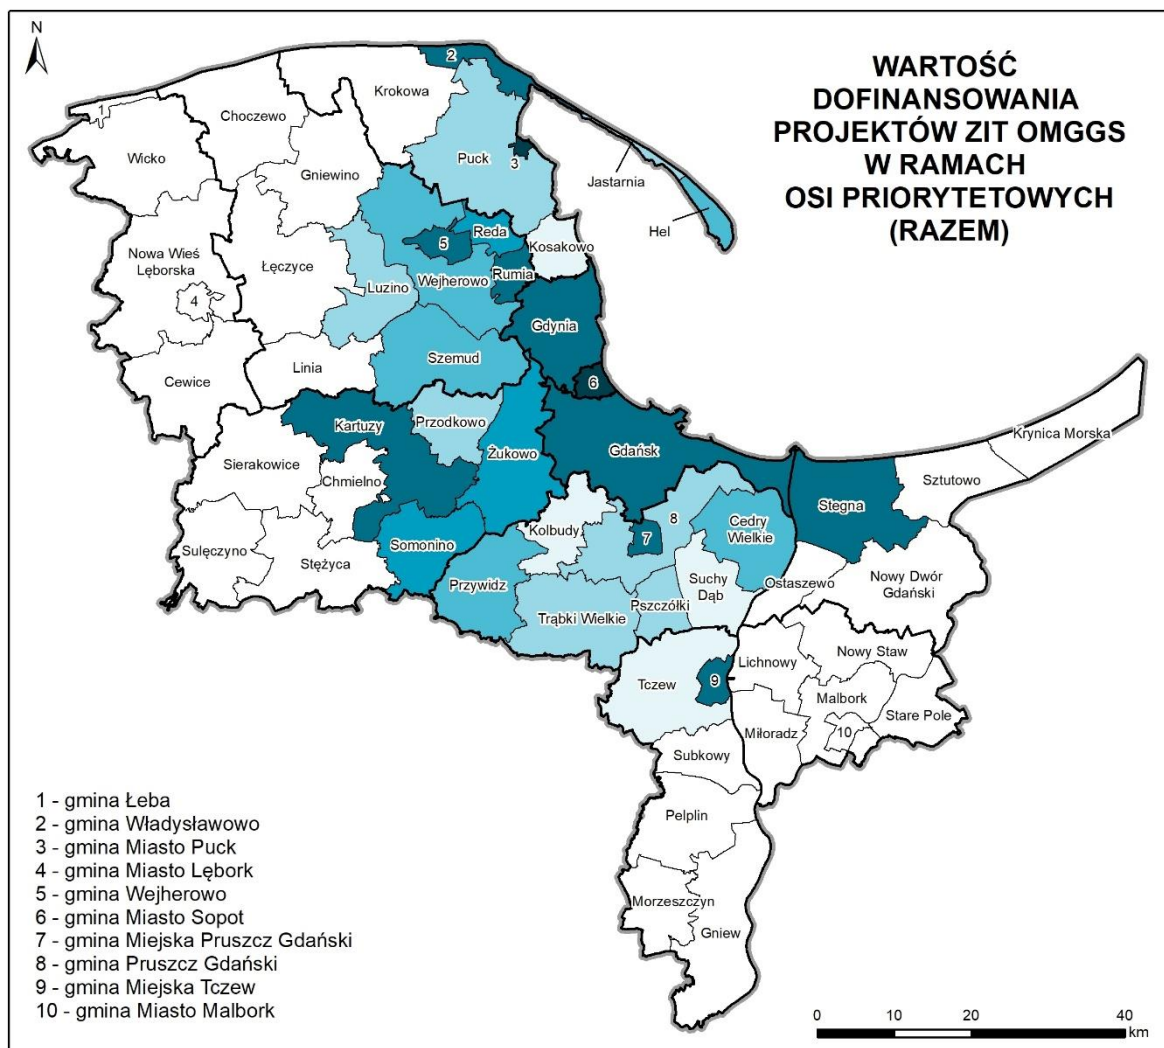 N
WARTOŚĆ
DOFINANSOWANIA
PROJEKTÓW ZIT OMGGS
W RAMACH
OSI PRIORYTETOWYCH
(RAZEM)
2
Krokowa
1
Choczewo
Wicko
Puck
3
Gniewino
Jastarnia
Hel
Reda
5
Kosakowo
Nowa Wieś
Lęborska
Łęczyce
Rumia
Wejherowo
Luzino
4
Gdynia
Szemud
Linia
Cewice
6
Kartuzy
Przodkowo
Krynica Morska
Gdańsk
Żukowo
Sierakowice
Chmielno
Sztutowo
Stegna
8
Cedry
Wielkie
Kolbudy
7
Somonino
Sulęczyno
Stężyca
Przywidz
Suchy
Dąb
Ostaszewo
Nowy Dwór
Gdański
Pszczółki
Trąbki Wielkie
Nowy Staw
Lichnowy
Tczew
9
Malbork
Stare Pole
Miłoradz
10
Subkowy
Pelplin
Morzeszczyn
Gniew
1 - gmina Łeba
2 - gmina Władysławowo
3 - gmina Miasto Puck
4 - gmina Miasto Lębork
5 - gmina Wejherowo
6 - gmina Miasto Sopot
7 - gmina Miejska Pruszcz Gdański
8 - gmina Pruszcz Gdański
9 - gmina Miejska Tczew
10 - gmina Miasto Malbork
0 10 20 40
km